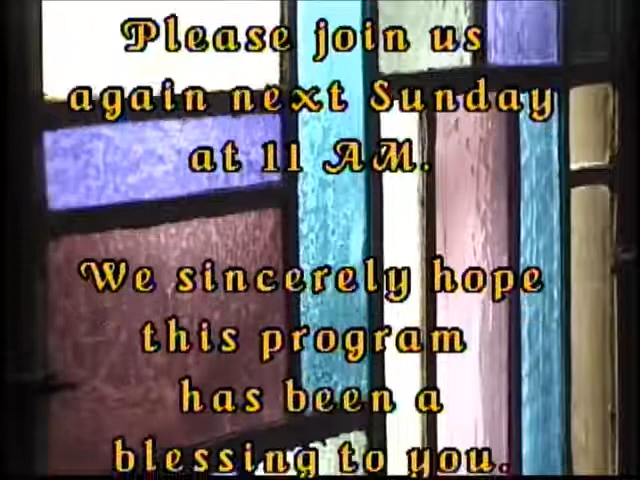 Please join us
again next Sunday
at 11 AM.
We sincerely hope
this program
has been a
blessing to you.